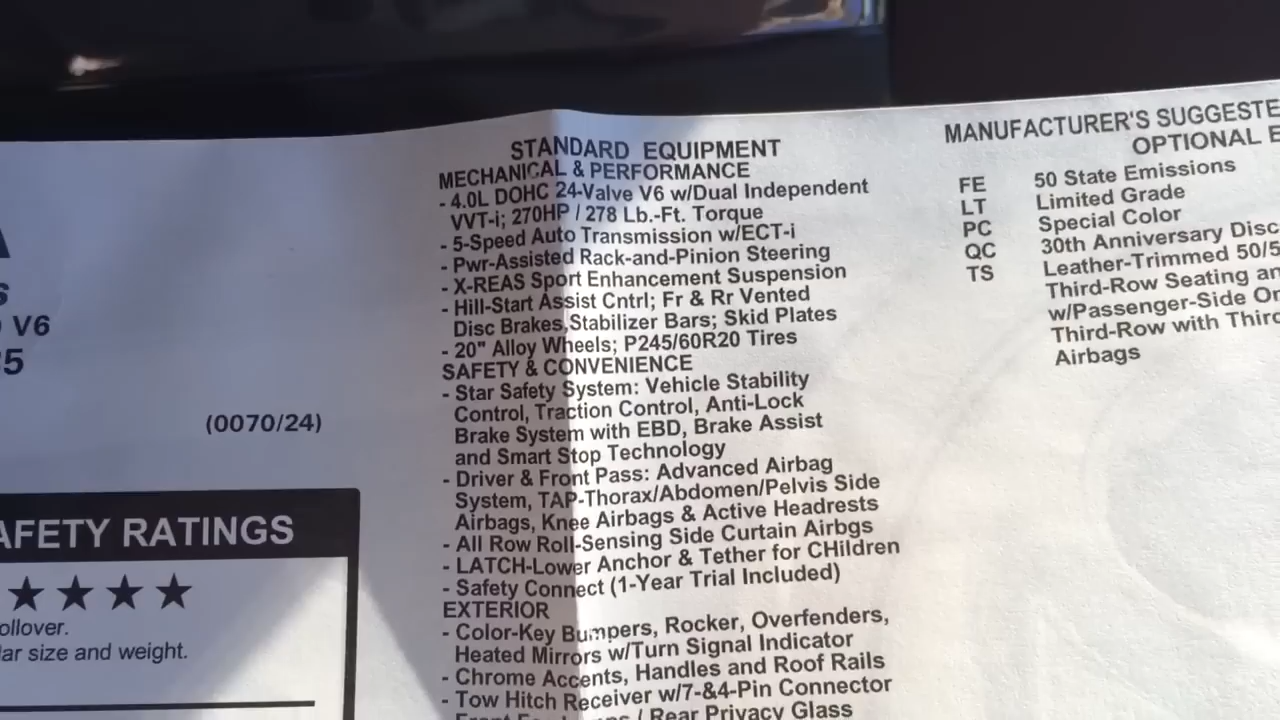 A
V6
5
(0070/24)
AFETY RATINGS
★★★★
ollover.
lar size and weight.
STANDARD EQUIPMENT
MECHANICAL & PERFORMANCE
- 4.0L DOHC 24-Valve V6 w/Dual Independent
VVT-i; 270HP / 278 Lb.-Ft. Torque
- 5-Speed Auto Transmission w/ECT-i
- Pwr-Assisted Rack-and-Pinion Steering
- X-REAS Sport Enhancement Suspension
- Hill-Start Assist Cntrl; Fr & Rr Vented
Disc Brakes,Stabilizer Bars; Skid Plates
- 20" Alloy Wheels; P245/60R20 Tires
SAFETY & CONVENIENCE
- Star Safety System: Vehicle Stability
Control, Traction Control, Anti-Lock
Brake System with EBD, Brake Assist
and Smart Stop Technology
- Driver & Front Pass: Advanced Airbag
System, TAP-Thorax/Abdomen/Pelvis Side
Airbags, Knee Airbags & Active Headrests
- All Row Roll-Sensing Side Curtain Airbgs
- LATCH-Lower Anchor & Tether for CHildren
- Safety Connect (1-Year Trial Included)
EXTERIOR
- Color-Key Bumpers, Rocker, Overfenders,
Heated Mirrors w/Turn Signal Indicator
- Chrome Accents, Handles and Roof Rails
- Tow Hitch Receiver w/7-&4-Pin Connector
/ Rear Privacy Glass
MANUFACTURER'S SUGGESTE
OPTIONAL E
FE 50 State Emissions
LT Limited Grade
PC Special Color
QC 30th Anniversary Disc
TS Leather-Trimmed 50/5
Third-Row Seating an
w/Passenger-Side On
Third-Row with Third
Airbags